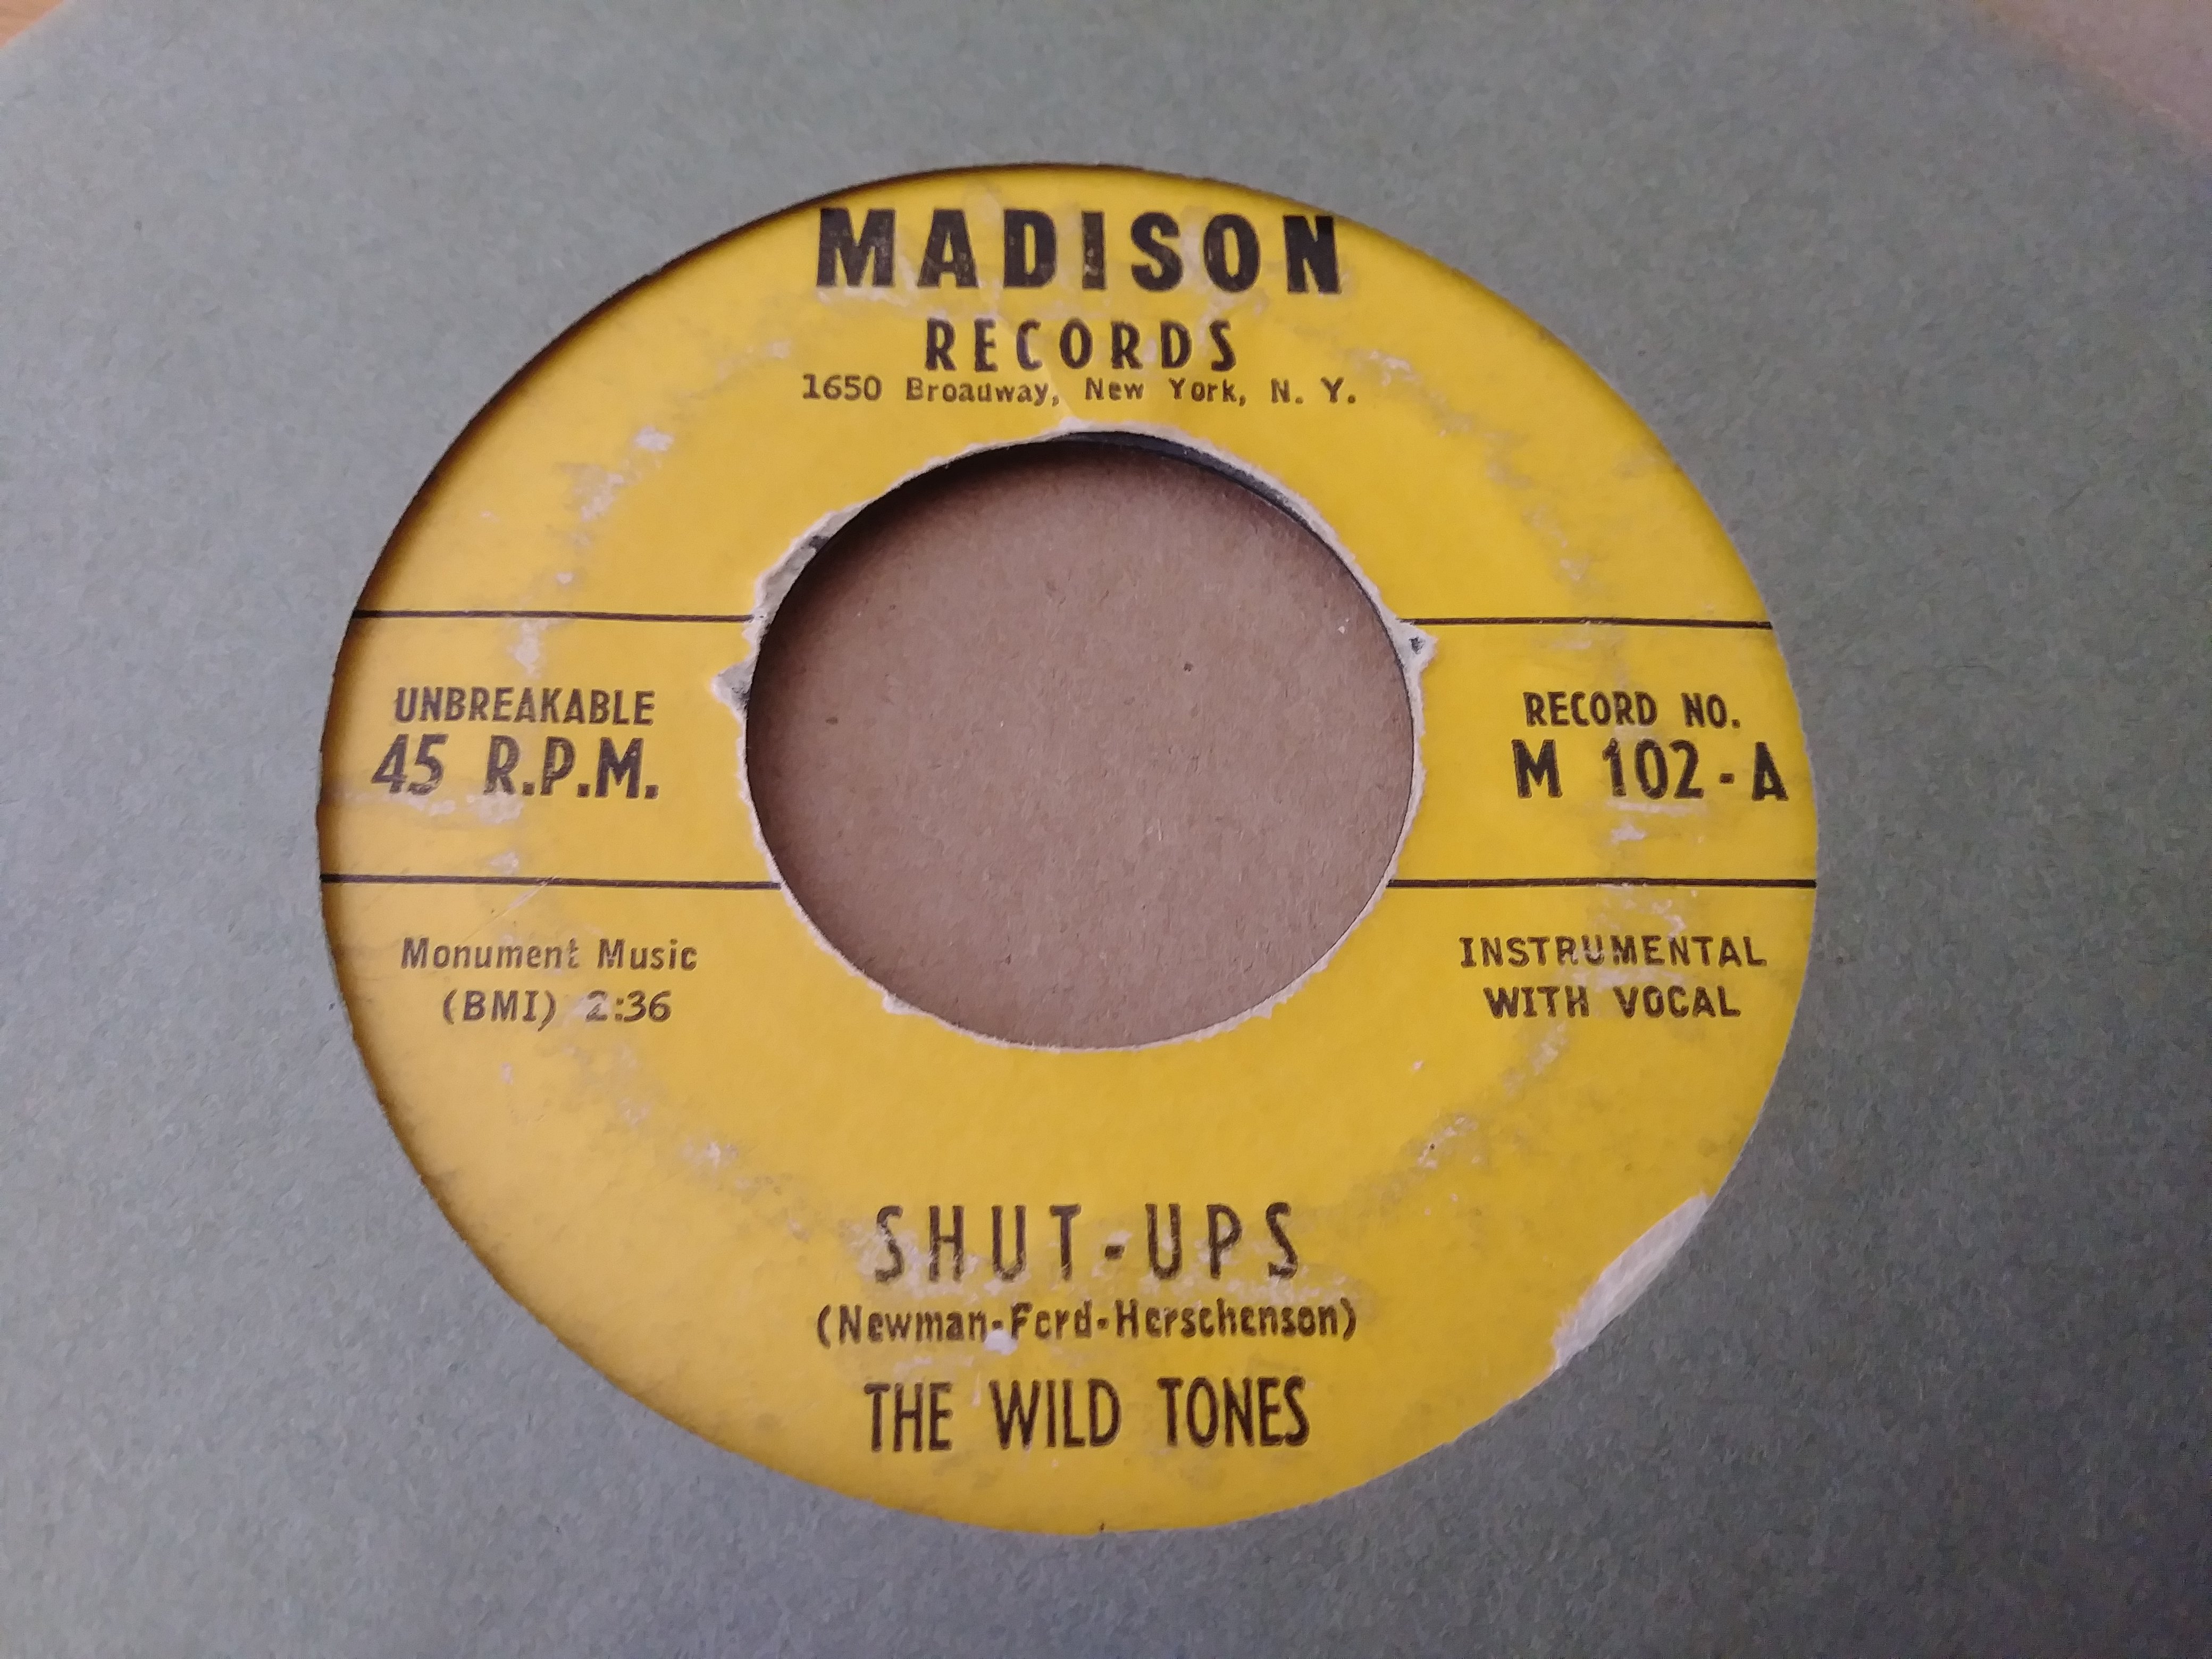 MADISON
RECORDS
1650 Broadway, New York, N. Y.
UNBREAKABLE
45 R.P.M.
RECORD NO.
M 102-A
Monument Music
(BMI) 2:36
INSTRUMENTAL
WITH VOCAL
SHUT-UPS
(Newman-Ford-Herschenson)
THE WILD TONES